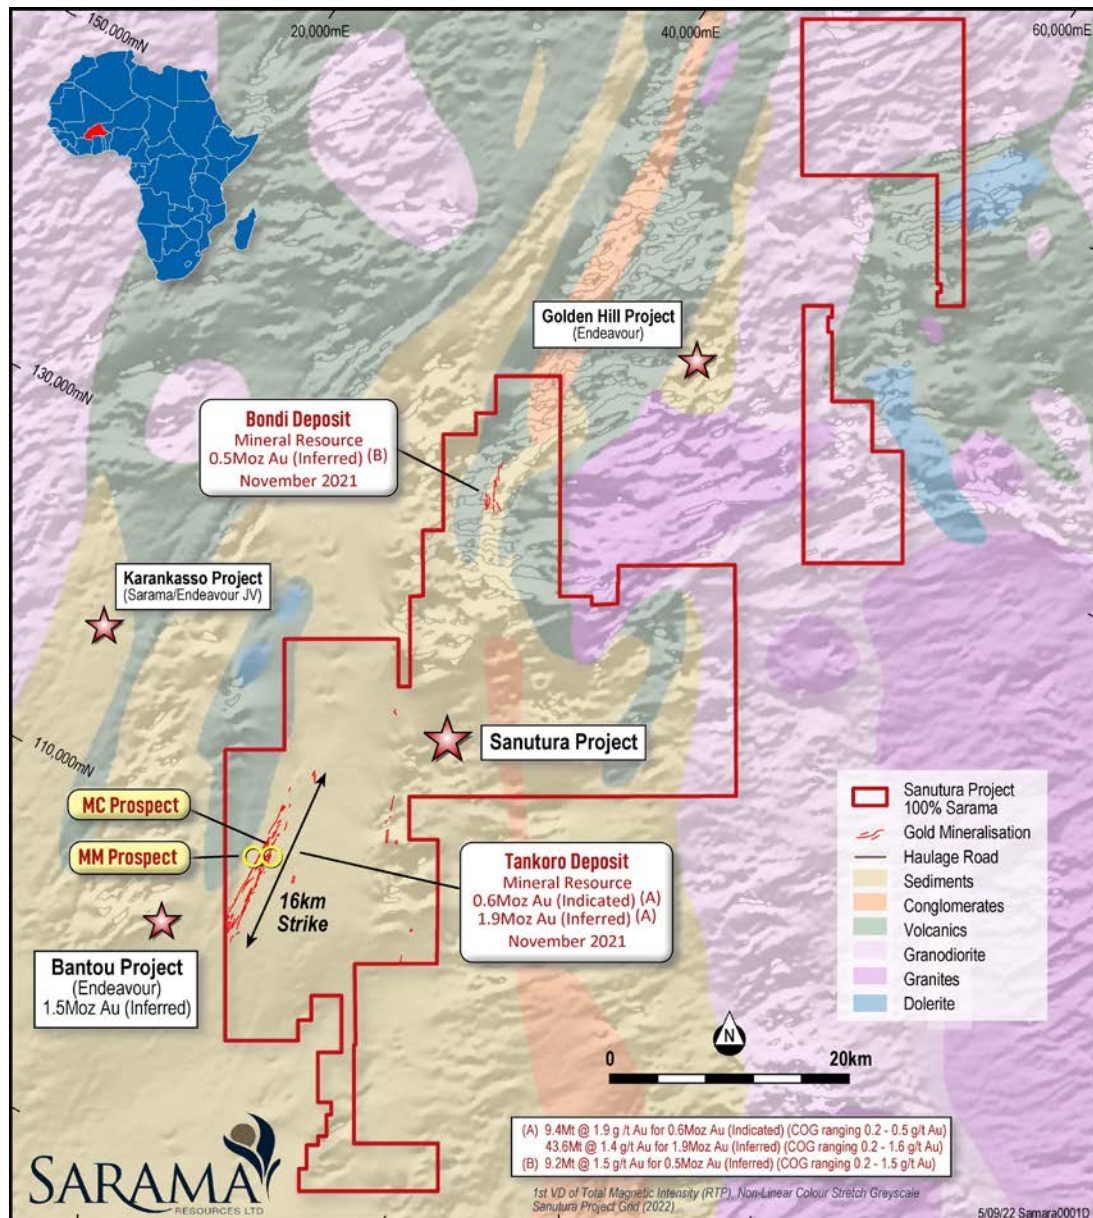 150,000mN
20,000mE
40,000mE
60,000mE
Golden Hill Project
(Endeavour)
130,000mN
Bondi Deposit
Mineral Resource
0.5Moz Au (Inferred) (B)
November 2021
Karankasso Project
(Sarama/Endeavour JV)
Sanutura Project
110,000mN
MC Prospect
MM Prospect
16km
Strike
Tankoro Deposit
Mineral Resource
0.6Moz Au (Indicated) (A)
1.9Moz Au (Inferred) (A)
November 2021
Bantou Project
(Endeavour)
1.5Moz Au (Inferred)
Sanutura Project
100% Sarama
Gold Mineralisation
Haulage Road
Sediments
Conglomerates
Volcanics
Granodiorite
Granites
Dolerite
N
0 20km
(A) 9.4Mt @ 1.9 g/t Au for 0.6Moz Au (Indicated) (COG ranging 0.2 - 0.5 g/t Au)
43.6Mt @ 1.4 g/t Au for 1.9Moz Au (Inferred) (COG ranging 0.2 - 1.6 g/t Au)
(B) 9.2Mt @ 1.5 g/t Au for 0.5Moz Au (Inferred) (COG ranging 0.2 - 1.5 g/t Au)
SARAMA
RESOURCES LTD
1st VD of Total Magnetic Intensity (RTP), Non-Linear Colour Stretch Greyscale
Sanutura Project Grid (2022)
5/09/22 Samara0001D